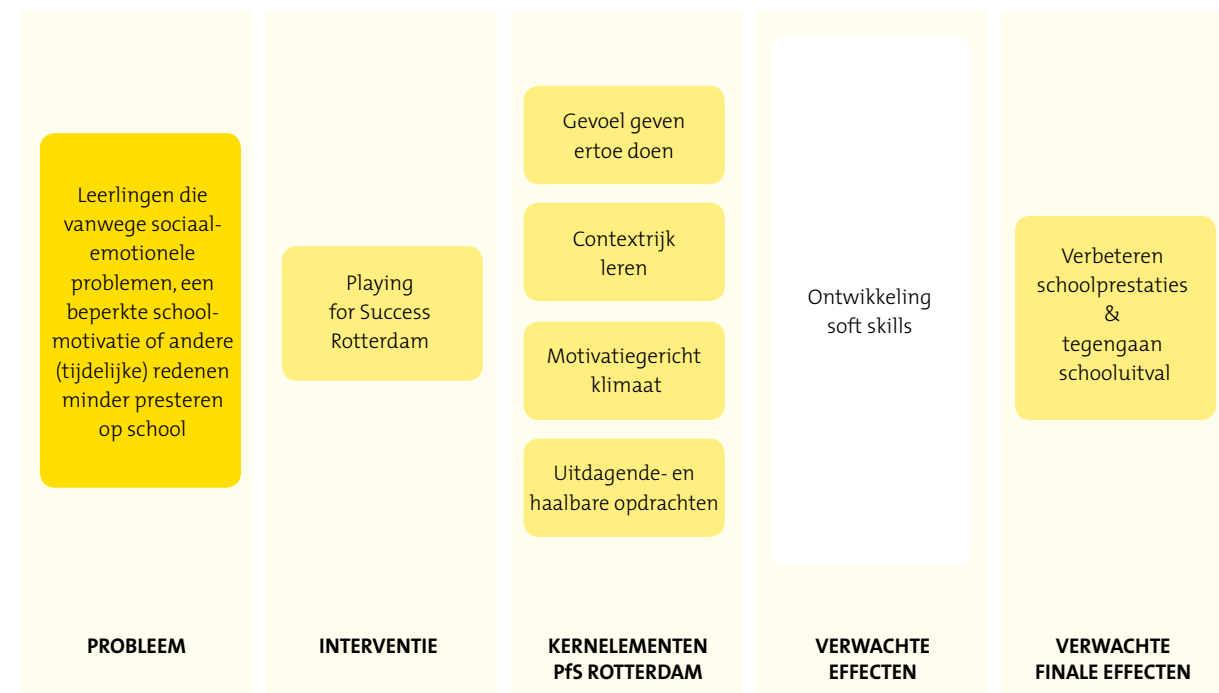 Leerlingen die
vanwege sociaal-
emotionele
problemen, een
beperkte school-
motivatie of andere
(tijdelijke) redenen
minder presteren
op school
Playing
for Success
Rotterdam
Gevoel geven
ertoe doen
Contextrijk
leren
Motivatiegericht
klimaat
Uitdagende- en
haalbare opdrachten
Ontwikkeling
soft skills
Verbeteren
schoolprestaties
&
tegengaan
schooluitval
PROBLEEM
INTERVENTIE
KERNELEMENTEN
PfS ROTTERDAM
VERWACHTE
EFFECTEN
VERWACHTE
FINALE EFFECTEN